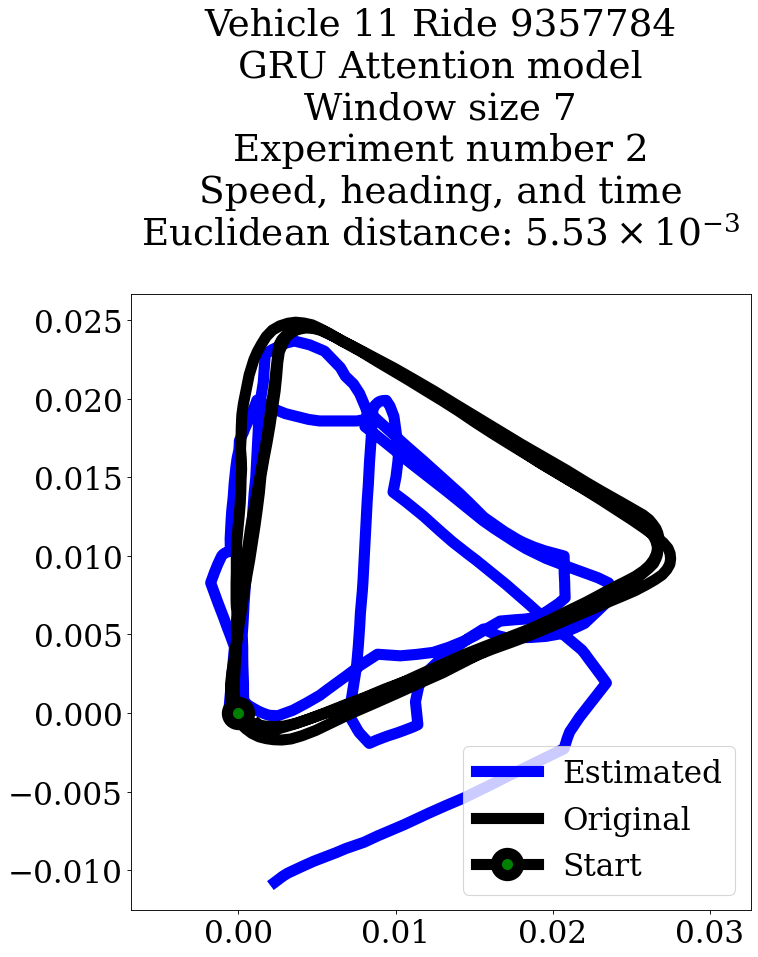 Vehicle 11 Ride 9357784
GRU Attention model
Window size 7
Experiment number 2
Speed, heading, and time
Euclidean distance: 5.53 × 10⁻³
0.025
0.020
0.015
0.010
0.005
0.000
−0.005
−0.010
Estimated
Original
Start
0.00 0.01 0.02 0.03